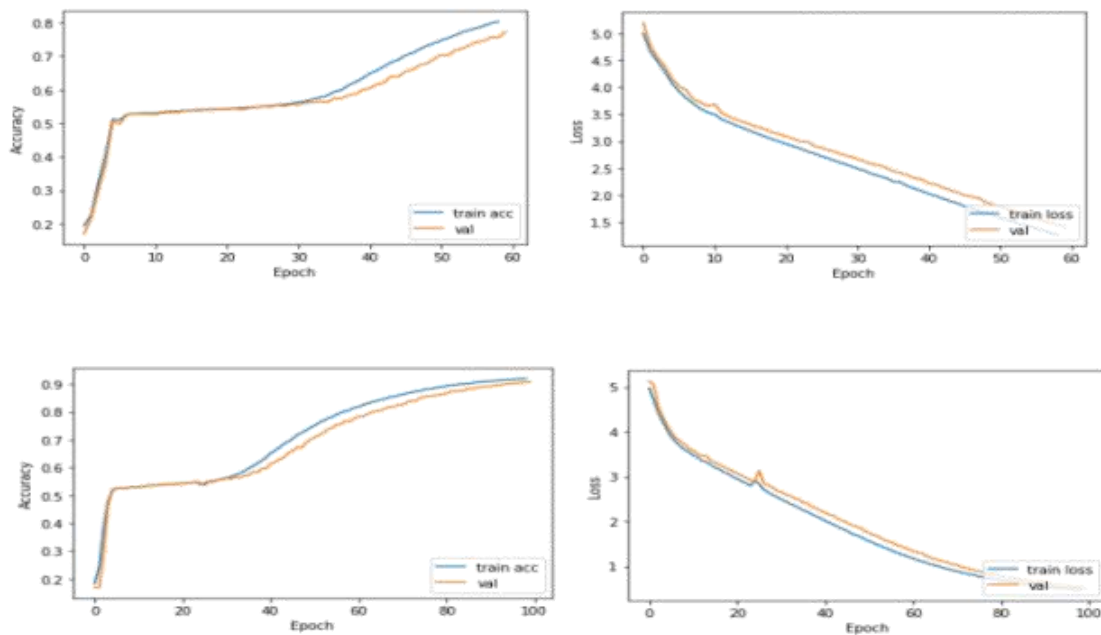 0.8
0.7
0.6
0.5
0.4
0.3
0.2
Accuracy
train acc
val
0 10 20 30 40 50 60
Epoch
5.0
4.5
4.0
3.5
3.0
2.5
2.0
1.5
Loss
train loss
val
0 10 20 30 40 50 60
Epoch
0.9
0.8
0.7
0.6
0.5
0.4
0.3
0.2
Accuracy
train acc
val
0 20 40 60 80 100
Epoch
5
4
3
2
1
Loss
train loss
val
0 20 40 60 80 100
Epoch